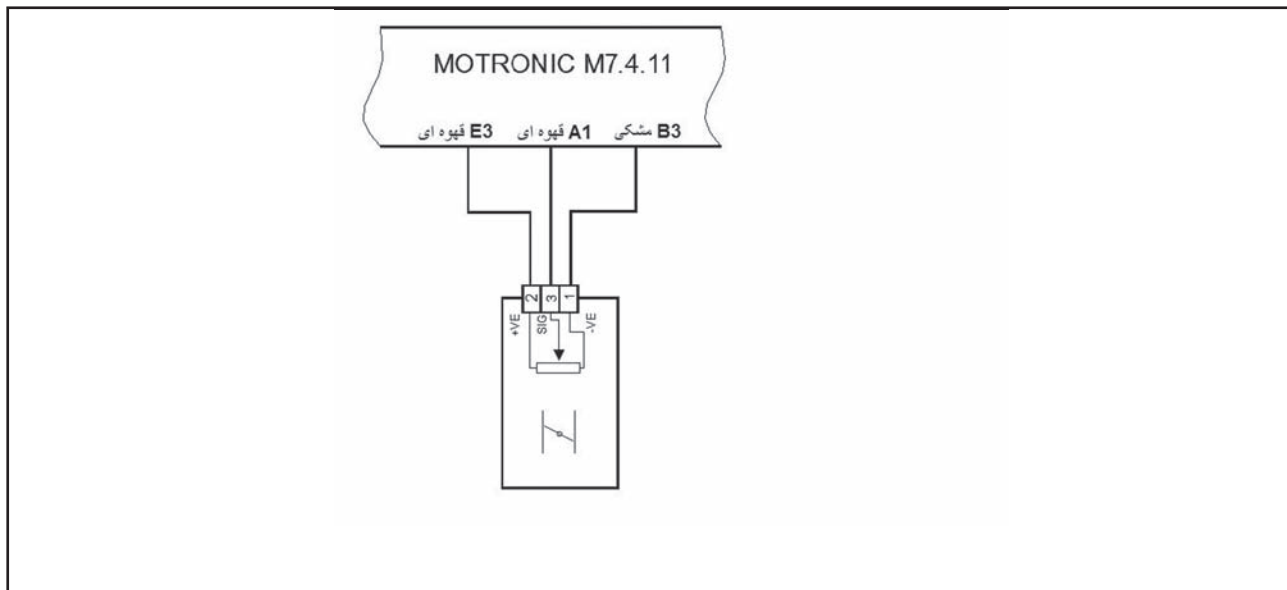 MOTRONIC M7.4.11
E3 قهوه ای
A1 قهوه ای
B3 مشکی
2 3 1
+VE SIG -VE